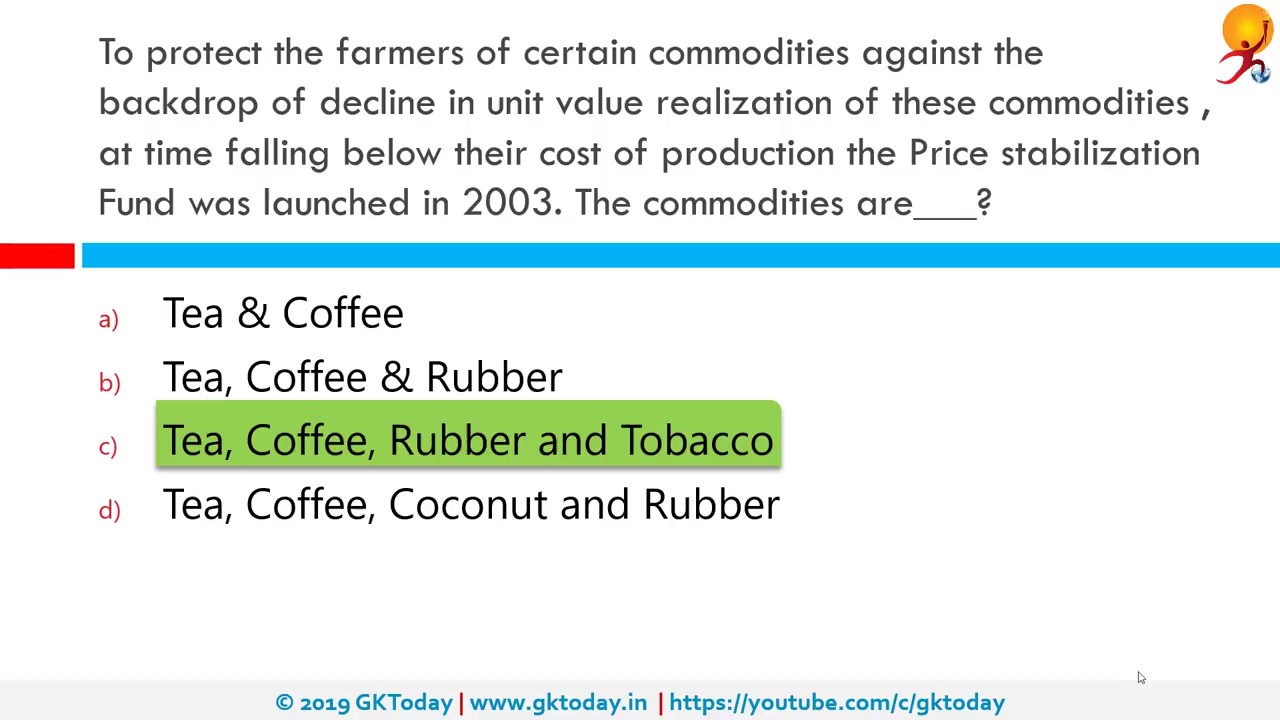 To protect the farmers of certain commodities against the
backdrop of decline in unit value realization of these commodities ,
at time falling below their cost of production the Price stabilization
Fund was launched in 2003. The commodities are___?
a) Tea & Coffee
b) Tea, Coffee & Rubber
c) Tea, Coffee, Rubber and Tobacco
d) Tea, Coffee, Coconut and Rubber
© 2019 GKToday | www.gktoday.in | https://youtube.com/c/gktoday